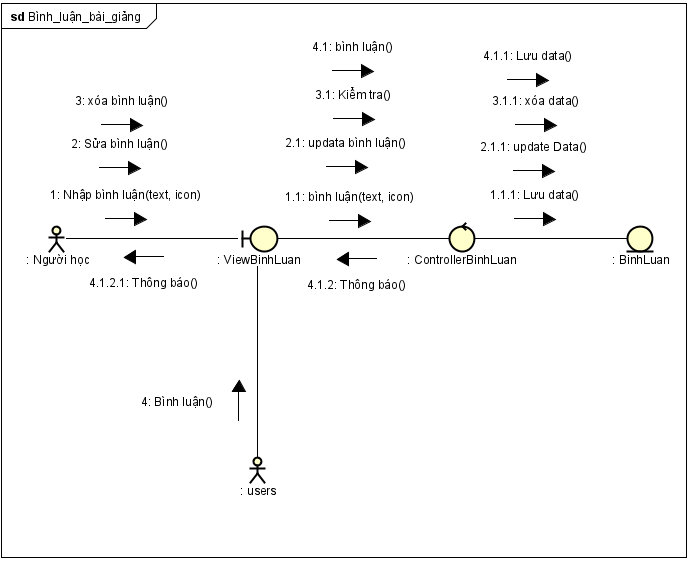 sd Bình_luận_bài_giảng
4.1: bình luận()
4.1.1: Lưu data()
3: xóa bình luận()
3.1: Kiểm tra()
3.1.1: xóa data()
2: Sửa bình luận()
2.1: updata bình luận()
2.1.1: update Data()
1: Nhập bình luận(text, icon)
1.1: bình luận(text, icon)
1.1.1: Lưu data()
: Người học
: ViewBinhLuan
: ControllerBinhLuan
: BinhLuan
4.1.2.1: Thông báo()
4.1.2: Thông báo()
4: Bình luận()
: users